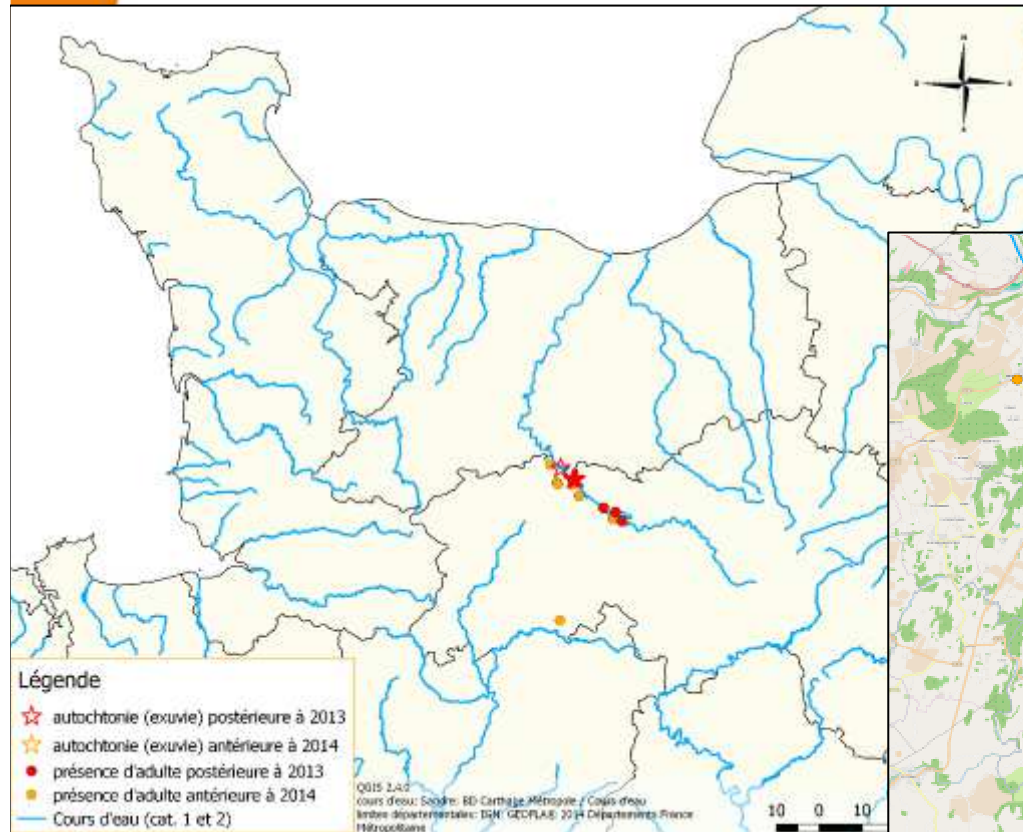 Légende
autochtonie (exuvie) postérieure à 2013
autochtonie (exuvie) antérieure à 2014
présence d'adulte postérieure à 2013
présence d'adulte antérieure à 2014
Cours d'eau (cat. 1 et 2)
QGIS 2.4.0
cours d'eau: Sandre: BD Carthage Métropole / Cours d'eau
limites départementales: IGN: GEOFLA® 2014 Départements France
Métropolitaine
10 0 10